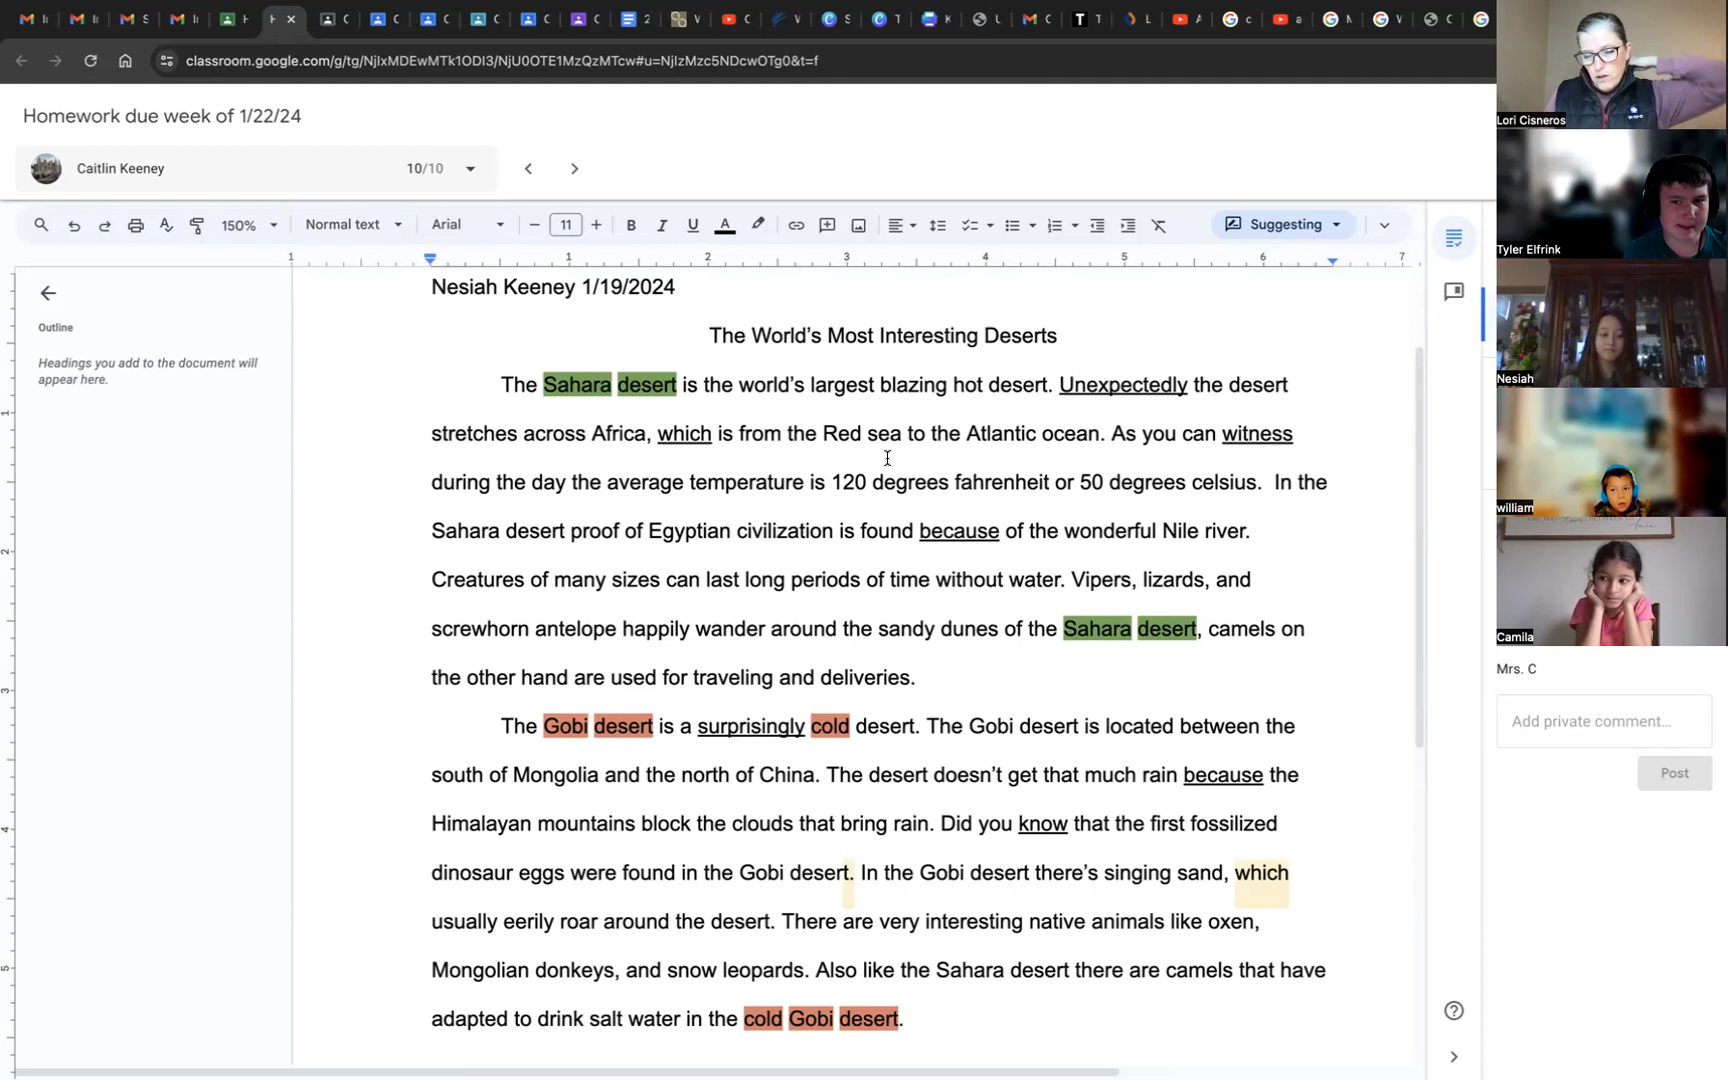 classroom.google.com/g/tg/NjIxMDEwMTk1ODI3/NjU0OTE1MzQzMTcw#u=NjIzMzc5NDcwOTg0&t=f
Homework due week of 1/22/24
Caitlin Keeney 10/10
150% Normal text Arial 11 Suggesting
1 1 2 3 4 5 6 7
Outline
Headings you add to the document will
appear here.
Nesiah Keeney 1/19/2024
The World’s Most Interesting Deserts
The Sahara desert is the world’s largest blazing hot desert. Unexpectedly the desert
stretches across Africa, which is from the Red sea to the Atlantic ocean. As you can witness
during the day the average temperature is 120 degrees fahrenheit or 50 degrees celsius.  In the
Sahara desert proof of Egyptian civilization is found because of the wonderful Nile river.
Creatures of many sizes can last long periods of time without water. Vipers, lizards, and
screwhorn antelope happily wander around the sandy dunes of the Sahara desert, camels on
the other hand are used for traveling and deliveries.
The Gobi desert is a surprisingly cold desert. The Gobi desert is located between the
south of Mongolia and the north of China. The desert doesn’t get that much rain because the
Himalayan mountains block the clouds that bring rain. Did you know that the first fossilized
dinosaur eggs were found in the Gobi desert. In the Gobi desert there’s singing sand, which
usually eerily roar around the desert. There are very interesting native animals like oxen,
Mongolian donkeys, and snow leopards. Also like the Sahara desert there are camels that have
adapted to drink salt water in the cold Gobi desert.
1
2
3
4
5
Lori Cisneros
Tyler Elfrink
Nesiah
william
Camila
Mrs. C
Add private comment…
Post